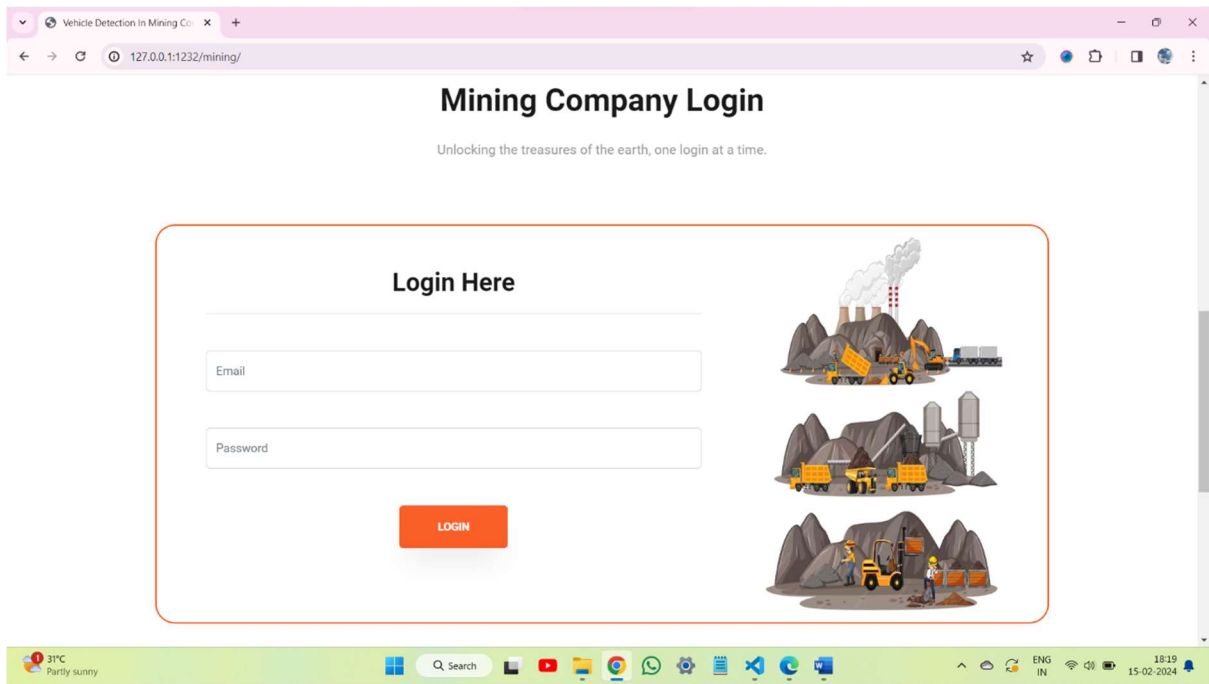 Vehicle Detection In Mining Co
127.0.0.1:1232/mining/
Mining Company Login
Unlocking the treasures of the earth, one login at a time.
Login Here
Email
Password
LOGIN
1
31°C
Partly sunny
Search
ENG
IN
18:19
15-02-2024